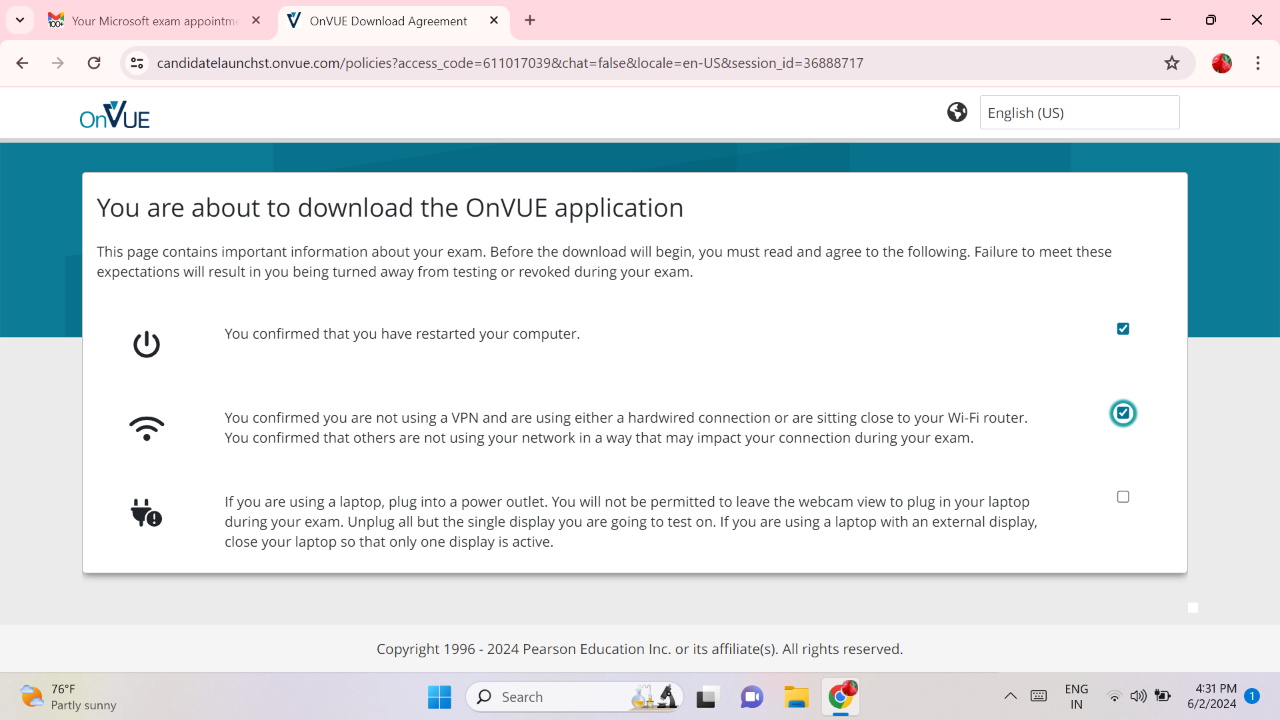 Your Microsoft exam appointme
OnVUE Download Agreement
candidatelaunchst.onvue.com/policies?access_code=611017039&chat=false&locale=en-US&session_id=36888717
OnVUE
English (US)
You are about to download the OnVUE application
This page contains important information about your exam. Before the download will begin, you must read and agree to the following. Failure to meet these
expectations will result in you being turned away from testing or revoked during your exam.
You confirmed that you have restarted your computer.
You confirmed you are not using a VPN and are using either a hardwired connection or are sitting close to your Wi-Fi router.
You confirmed that others are not using your network in a way that may impact your connection during your exam.
If you are using a laptop, plug into a power outlet. You will not be permitted to leave the webcam view to plug in your laptop
during your exam. Unplug all but the single display you are going to test on. If you are using a laptop with an external display,
close your laptop so that only one display is active.
Copyright 1996 - 2024 Pearson Education Inc. or its affiliate(s). All rights reserved.
76°F
Partly sunny
Search
ENG
IN
4:31 PM
6/2/2024
1